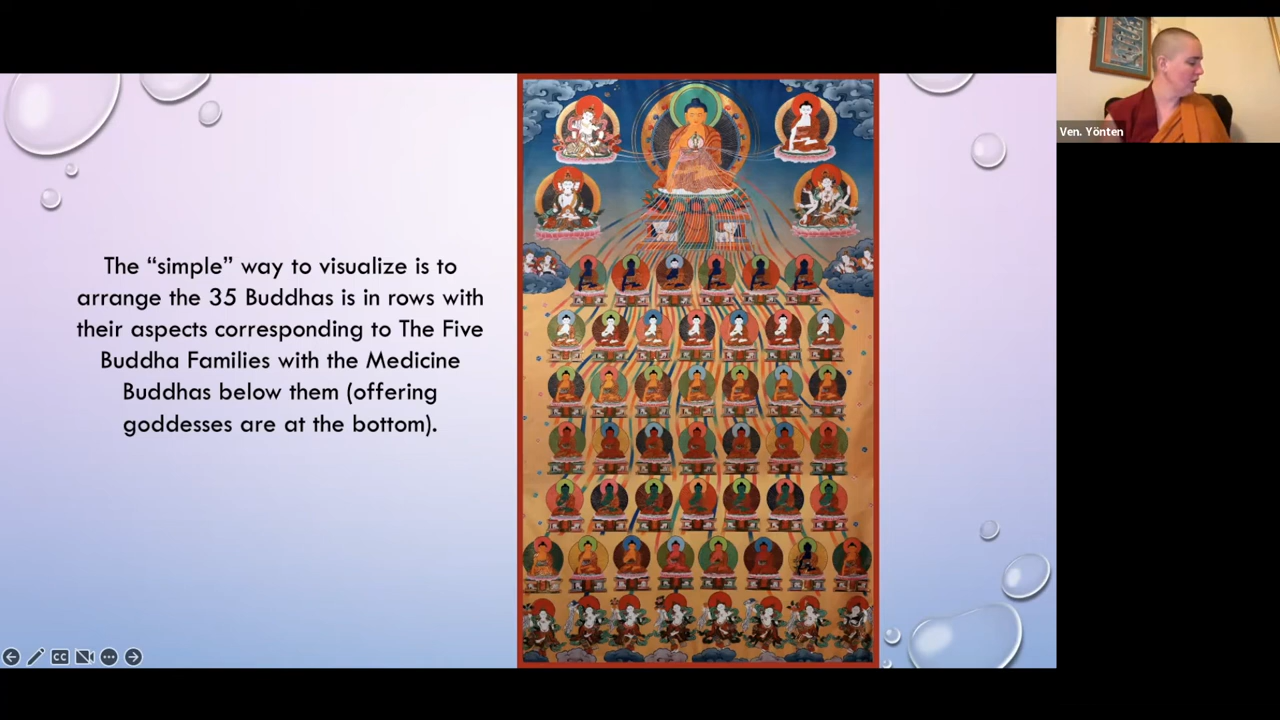 The “simple” way to visualize is to
arrange the 35 Buddhas is in rows with
their aspects corresponding to The Five
Buddha Families with the Medicine
Buddhas below them (offering
goddesses are at the bottom).
Ven. Yönten
CC